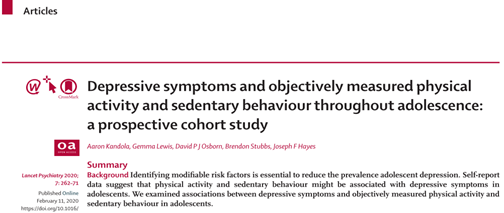 Articles
Depressive symptoms and objectively measured physical
activity and sedentary behaviour throughout adolescence:
a prospective cohort study
CrossMark
oa
OPEN ACCESS
Aaron Kandola, Gemma Lewis, David P J Osborn, Brendon Stubbs, Joseph F Hayes
Summary
Lancet Psychiatry 2020;
7: 262–71
Published Online
February 11, 2020
https://doi.org/10.1016/
Background Identifying modifiable risk factors is essential to reduce the prevalence adolescent depression. Self-report
data suggest that physical activity and sedentary behaviour might be associated with depressive symptoms in
adolescents. We examined associations between depressive symptoms and objectively measured physical activity and
sedentary behaviour in adolescents.